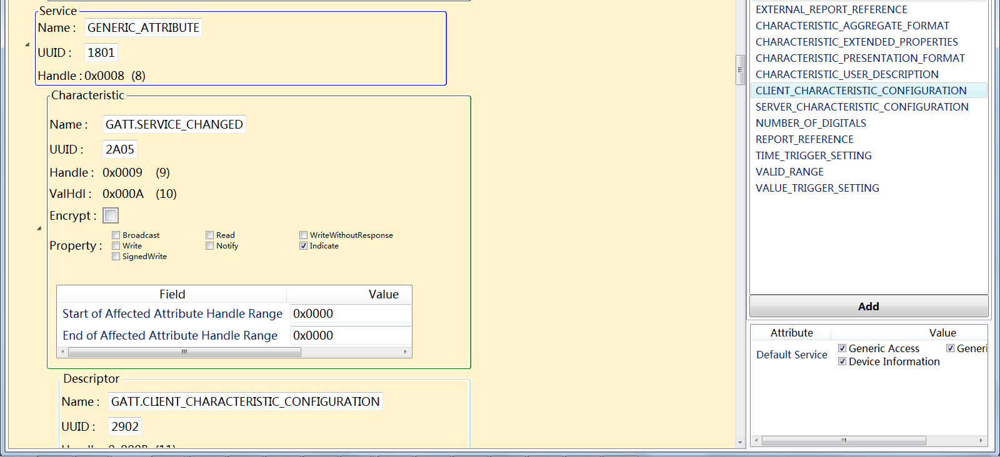 Service
Name : GENERIC_ATTRIBUTE
UUID : 1801
Handle : 0x0008 (8)
Characteristic
Name : GATT.SERVICE_CHANGED
UUID : 2A05
Handle : 0x0009 (9)
ValHdl : 0x000A (10)
Encrypt :
Property :
Broadcast Read WriteWithoutResponse
Write Notify Indicate
SignedWrite
Field Value
Start of Affected Attribute Handle Range 0x0000
End of Affected Attribute Handle Range 0x0000
Descriptor
Name : GATT.CLIENT_CHARACTERISTIC_CONFIGURATION
UUID : 2902
EXTERNAL_REPORT_REFERENCE
CHARACTERISTIC_AGGREGATE_FORMAT
CHARACTERISTIC_EXTENDED_PROPERTIES
CHARACTERISTIC_PRESENTATION_FORMAT
CHARACTERISTIC_USER_DESCRIPTION
CLIENT_CHARACTERISTIC_CONFIGURATION
SERVER_CHARACTERISTIC_CONFIGURATION
NUMBER_OF_DIGITALS
REPORT_REFERENCE
TIME_TRIGGER_SETTING
VALID_RANGE
VALUE_TRIGGER_SETTING
Add
Attribute Value
Default Service
Generic Access Generi
Device Information